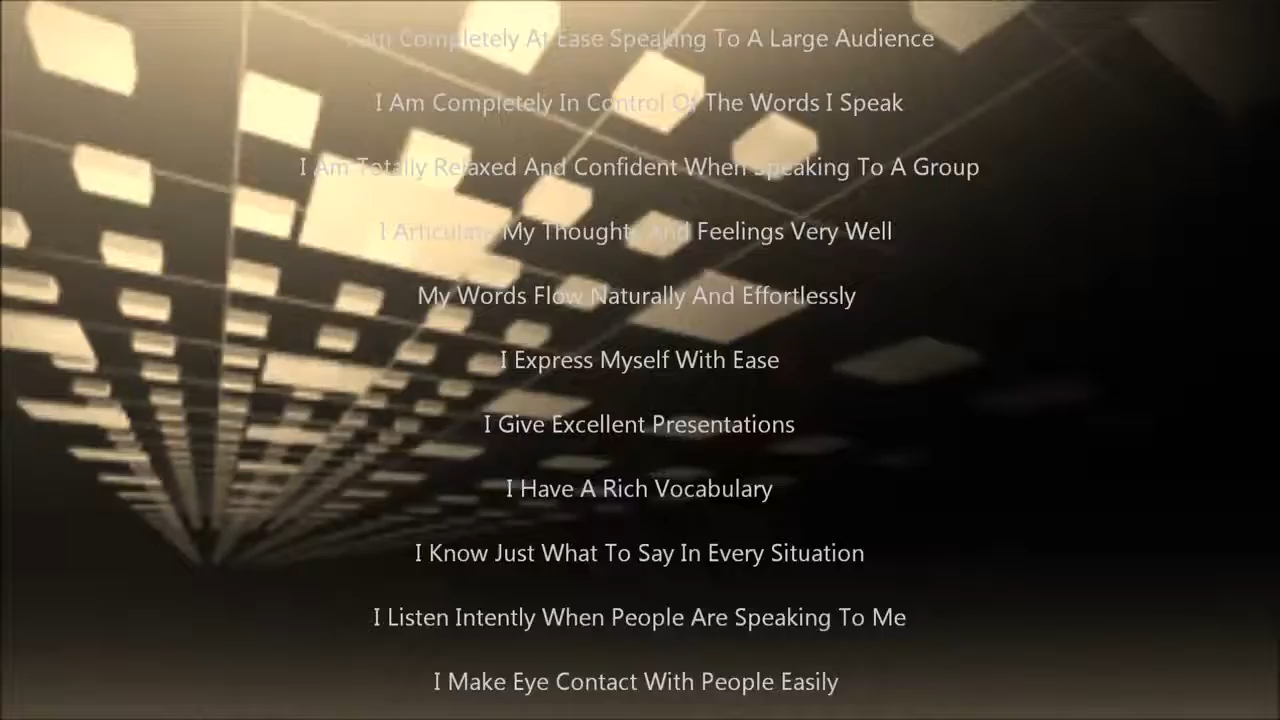 I am Completely At Ease Speaking To A Large Audience
I Am Completely In Control Of The Words I Speak
I Am Totally Relaxed And Confident When Speaking To A Group
I Articulate My Thoughts And Feelings Very Well
My Words Flow Naturally And Effortlessly
I Express Myself With Ease
I Give Excellent Presentations
I Have A Rich Vocabulary
I Know Just What To Say In Every Situation
I Listen Intently When People Are Speaking To Me
I Make Eye Contact With People Easily